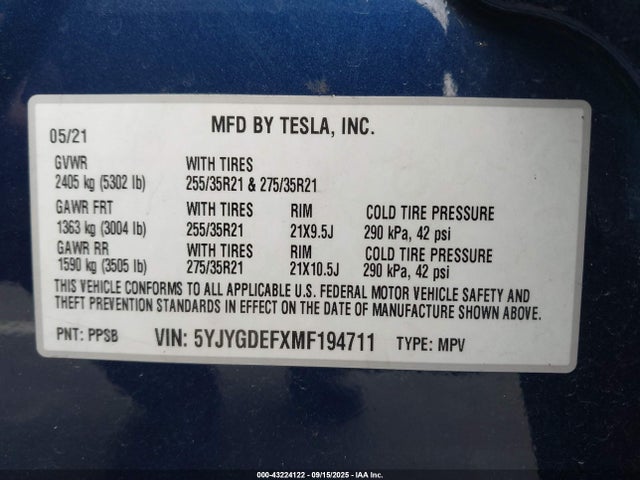 MFD BY TESLA, INC.
05/21
GVWR WITH TIRES
2405 kg (5302 lb) 255/35R21 & 275/35R21
GAWR FRT WITH TIRES RIM COLD TIRE PRESSURE
1363 kg (3004 lb) 255/35R21 21X9.5J 290 kPa, 42 psi
GAWR RR WITH TIRES RIM COLD TIRE PRESSURE
1590 kg (3505 lb) 275/35R21 21X10.5J 290 kPa, 42 psi
THIS VEHICLE CONFORMS TO ALL APPLICABLE U.S. FEDERAL MOTOR VEHICLE SAFETY AND
THEFT PREVENTION STANDARDS IN EFFECT ON THE DATE OF MANUFACTURE SHOWN ABOVE.
PNT: PPSB VIN: 5YJYGDEFXMF194711 TYPE: MPV
000-43224122 - 09/15/2025 - IAA Inc.